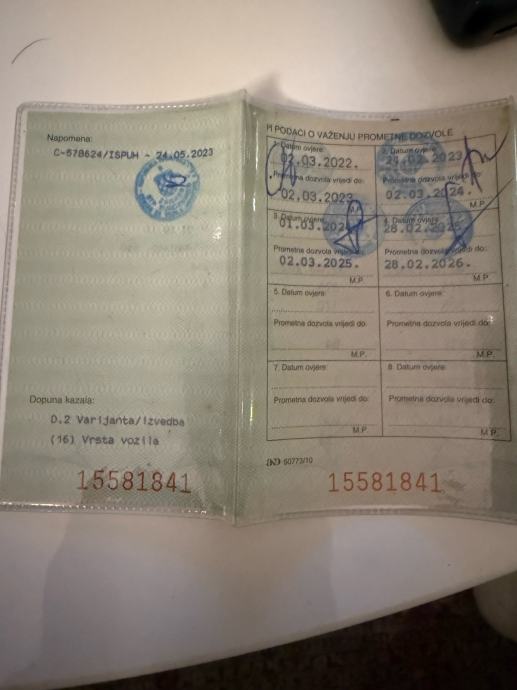 Napomena:
C-578624/ISPUH - 24.05.2023
Dopuna kazala:
D.2 Varijanta/izvedba
(16) Vrsta vozila
15581841
PODACI O VAŽENJU PROMETNE DOZVOLE
Datum ovjere:
02.03.2022.
Prometna dozvola vrijedi do:
02.03.2023.
2. Datum ovjere:
24.02.2023
Prometna dozvola vrijedi do:
02.03.2024.
M.P.
3. Datum ovjere:
01.03.2024
Prometna dozvola vrijedi do:
02.03.2025.
M.P.
4. Datum ovjere:
28.02.2025.
Prometna dozvola vrijedi do:
28.02.2026.
M.P.
5. Datum ovjere:
Prometna dozvola vrijedi do:
M.P.
6. Datum ovjere:
Prometna dozvola vrijedi do:
M.P.
7. Datum ovjere:
Prometna dozvola vrijedi do:
M.P.
8. Datum ovjere:
Prometna dozvola vrijedi do:
M.P.
60773/10
15581841